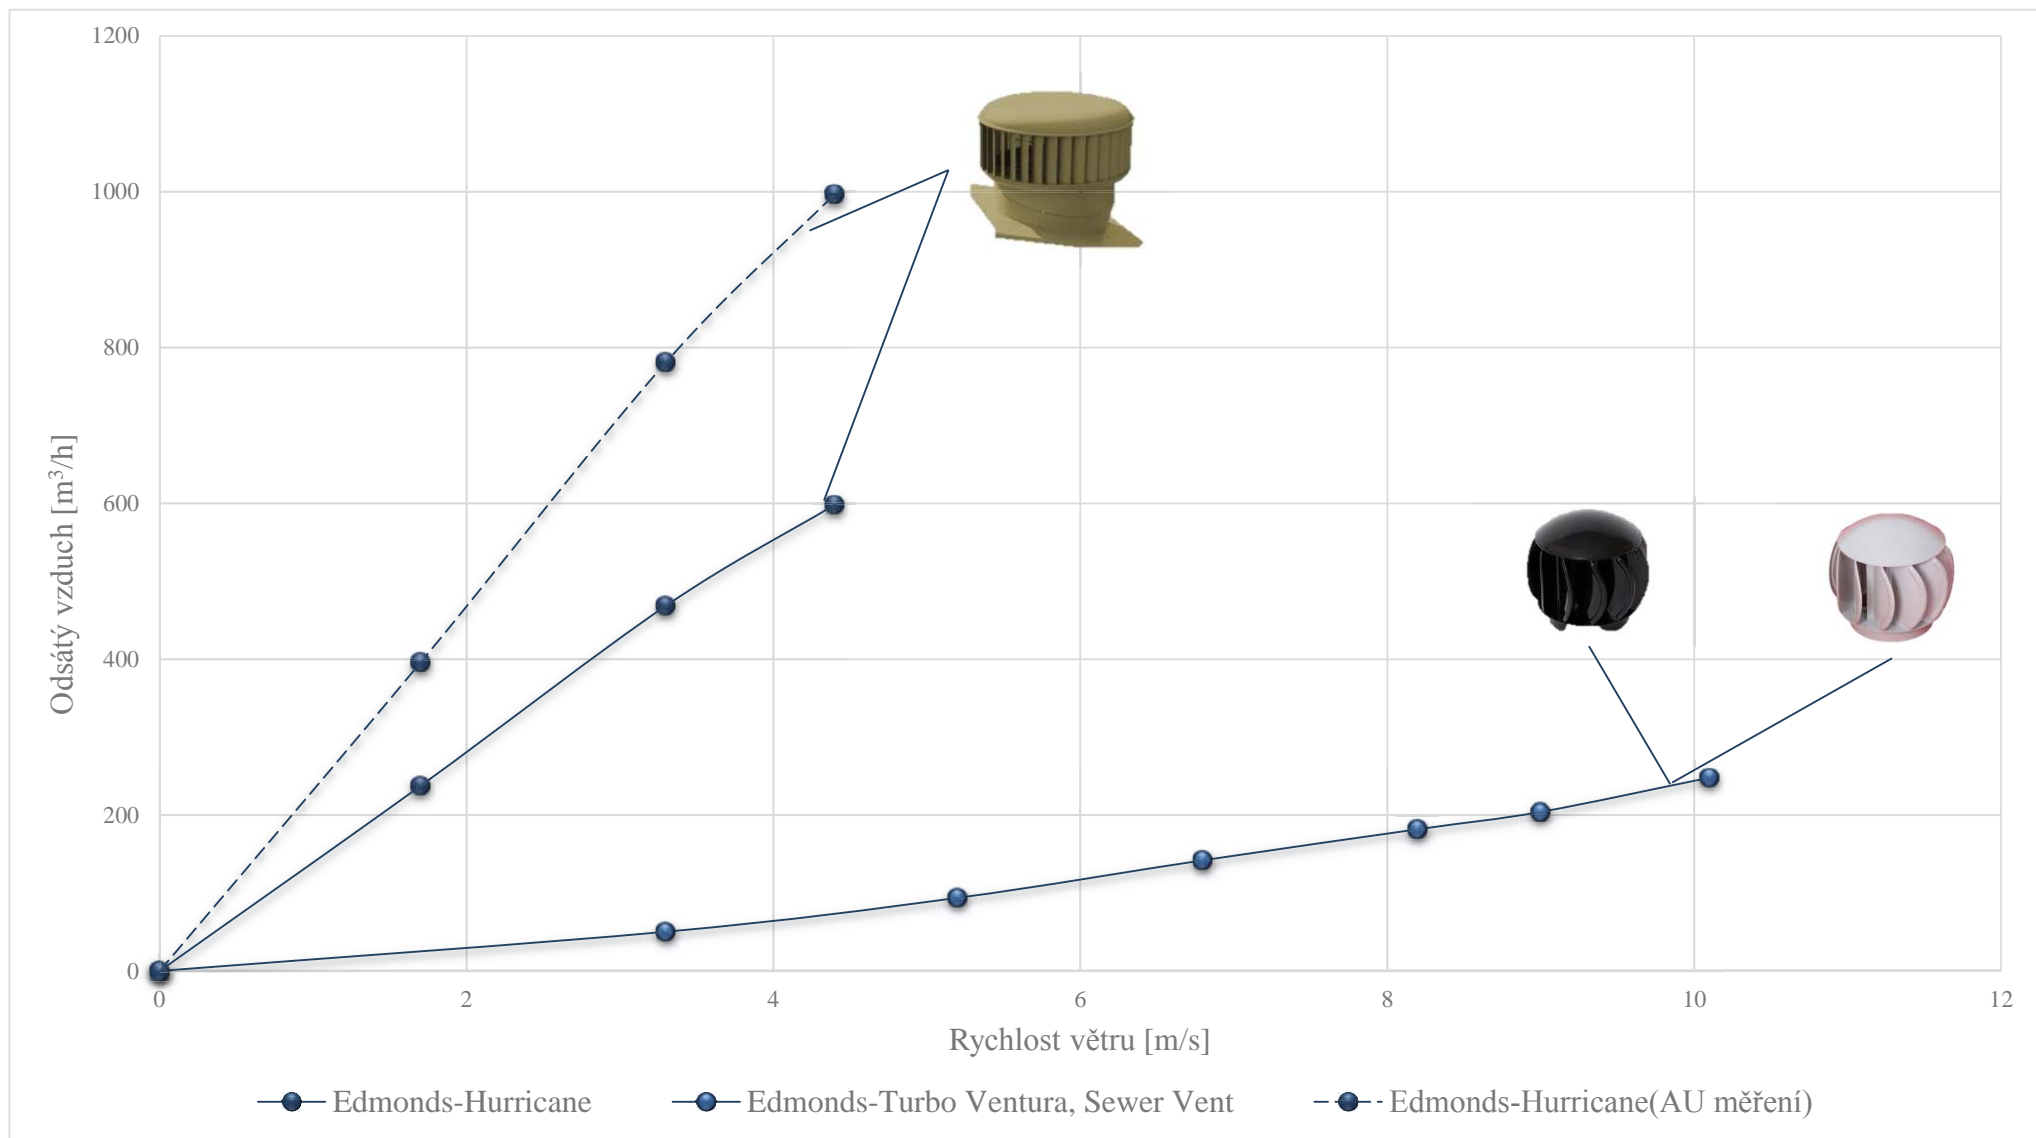 1200
1000
800
600
400
200
0
Odsátý vzduch [m³/h]
0 2 4 6 8 10 12
Rychlost větru [m/s]
Edmonds-Hurricane Edmonds-Turbo Ventura, Sewer Vent Edmonds-Hurricane(AU měření)